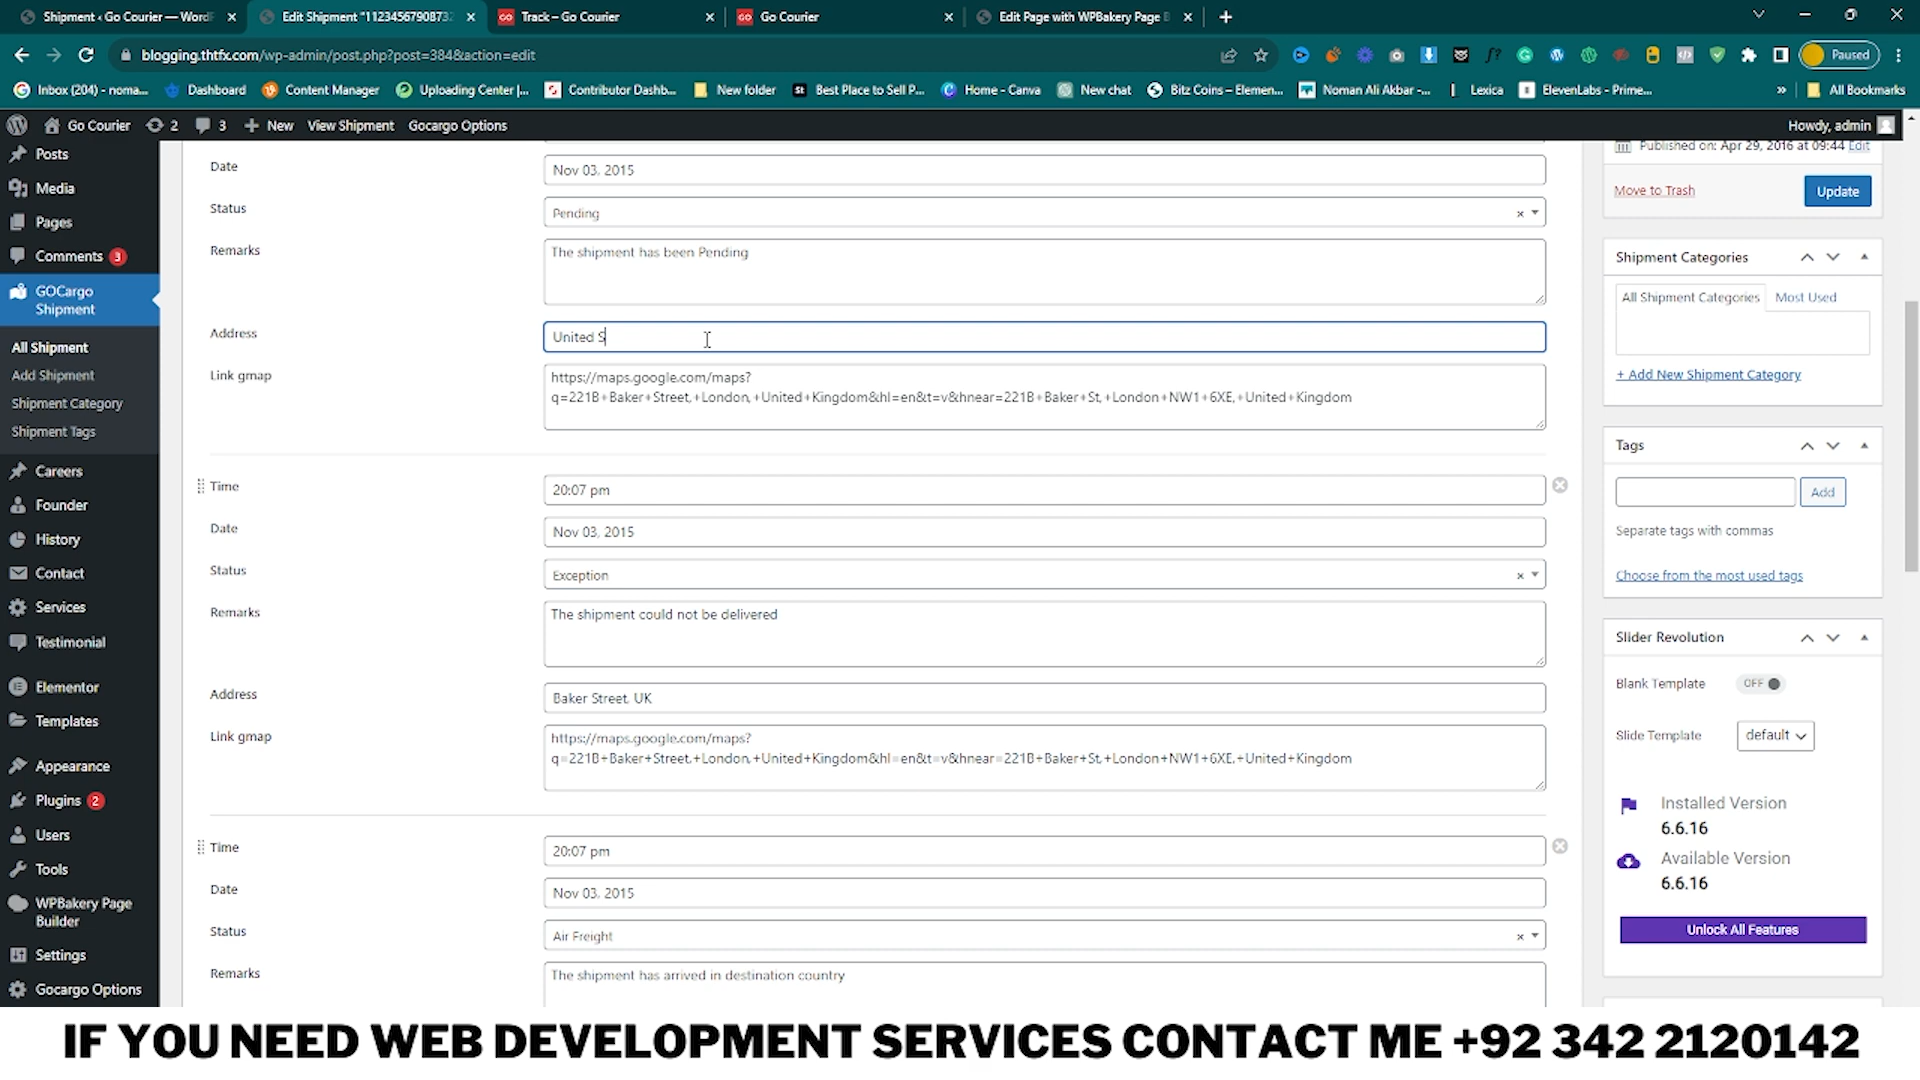 Shipment ‹ Go Courier — WordP
Edit Shipment "11234567908732
Track – Go Courier
Go Courier
Edit Page with WPBakery Page B
blogging.thtfx.com/wp-admin/post.php?post=384&action=edit
Paused
Inbox (204) - noma...
Dashboard
Content Manager
Uploading Center |...
Contributor Dashb...
New folder
Best Place to Sell P...
Home - Canva
New chat
Bitz Coins – Elemen...
Noman Ali Akbar -...
Lexica
ElevenLabs - Prime...
»
All Bookmarks
Go Courier
2
3
+ New
View Shipment
Gocargo Options
Howdy, admin
Posts
Media
Pages
Comments 3
GOCargo
Shipment
All Shipment
Add Shipment
Shipment Category
Shipment Tags
Careers
Founder
History
Contact
Services
Testimonial
Elementor
Templates
Appearance
Plugins 2
Users
Tools
WPBakery Page
Builder
Settings
Gocargo Options
Date
Nov 03, 2015
Status
Pending
Remarks
The shipment has been Pending
Address
United S
Link gmap
https://maps.google.com/maps?
q=221B+Baker+Street,+London,+United+Kingdom&hl=en&t=v&hnear=221B+Baker+St,+London+NW1+6XE,+United+Kingdom
Time
20:07 pm
Date
Nov 03, 2015
Status
Exception
Remarks
The shipment could not be delivered
Address
Baker Street, UK
Link gmap
https://maps.google.com/maps?
q=221B+Baker+Street,+London,+United+Kingdom&hl=en&t=v&hnear=221B+Baker+St,+London+NW1+6XE,+United+Kingdom
Time
20:07 pm
Date
Nov 03, 2015
Status
Air Freight
Remarks
The shipment has arrived in destination country
Published on: Apr 29, 2016 at 09:44 Edit
Move to Trash
Update
Shipment Categories
All Shipment Categories
Most Used
+ Add New Shipment Category
Tags
Add
Separate tags with commas
Choose from the most used tags
Slider Revolution
Blank Template
OFF
Slide Template
default
Installed Version
6.6.16
Available Version
6.6.16
Unlock All Features
IF YOU NEED WEB DEVELOPMENT SERVICES CONTACT ME +92 342 2120142